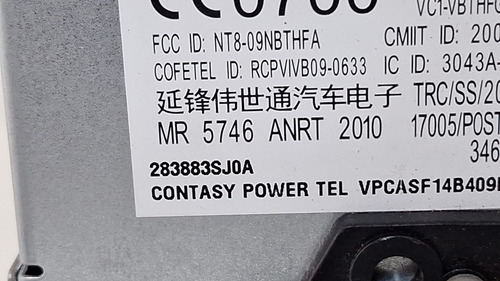 VC1-VBTHFG
FCC ID: NT8-09NBTHFA CMIIT ID: 200
COFETEL ID: RCPVIVB09-0633 IC ID: 3043A-
延锋伟世通汽车电子 TRC/SS/20
MR 5746 ANRT 2010 17005/POST
346
283883SJ0A
CONTASY POWER TEL VPCASF14B409